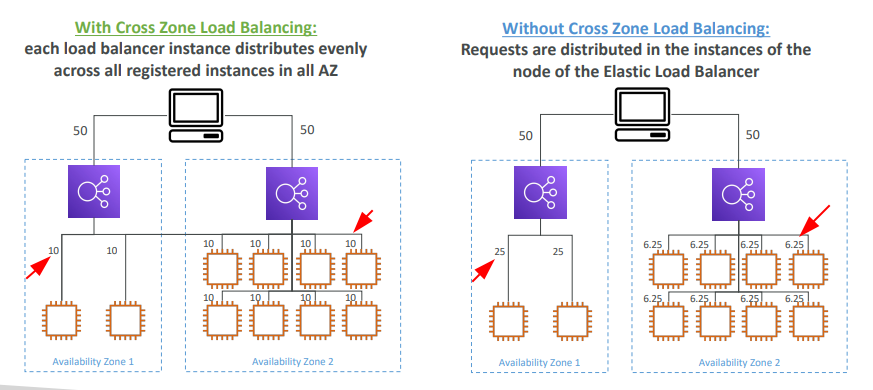 With Cross Zone Load Balancing:
each load balancer instance distributes evenly
across all registered instances in all AZ
50
50
10
10
10
10
10
10
10
10
10
10
Availability Zone 1
Availability Zone 2
Without Cross Zone Load Balancing:
Requests are distributed in the instances of the
node of the Elastic Load Balancer
50
50
25
25
6.25
6.25
6.25
6.25
6.25
6.25
6.25
6.25
Availability Zone 1
Availability Zone 2